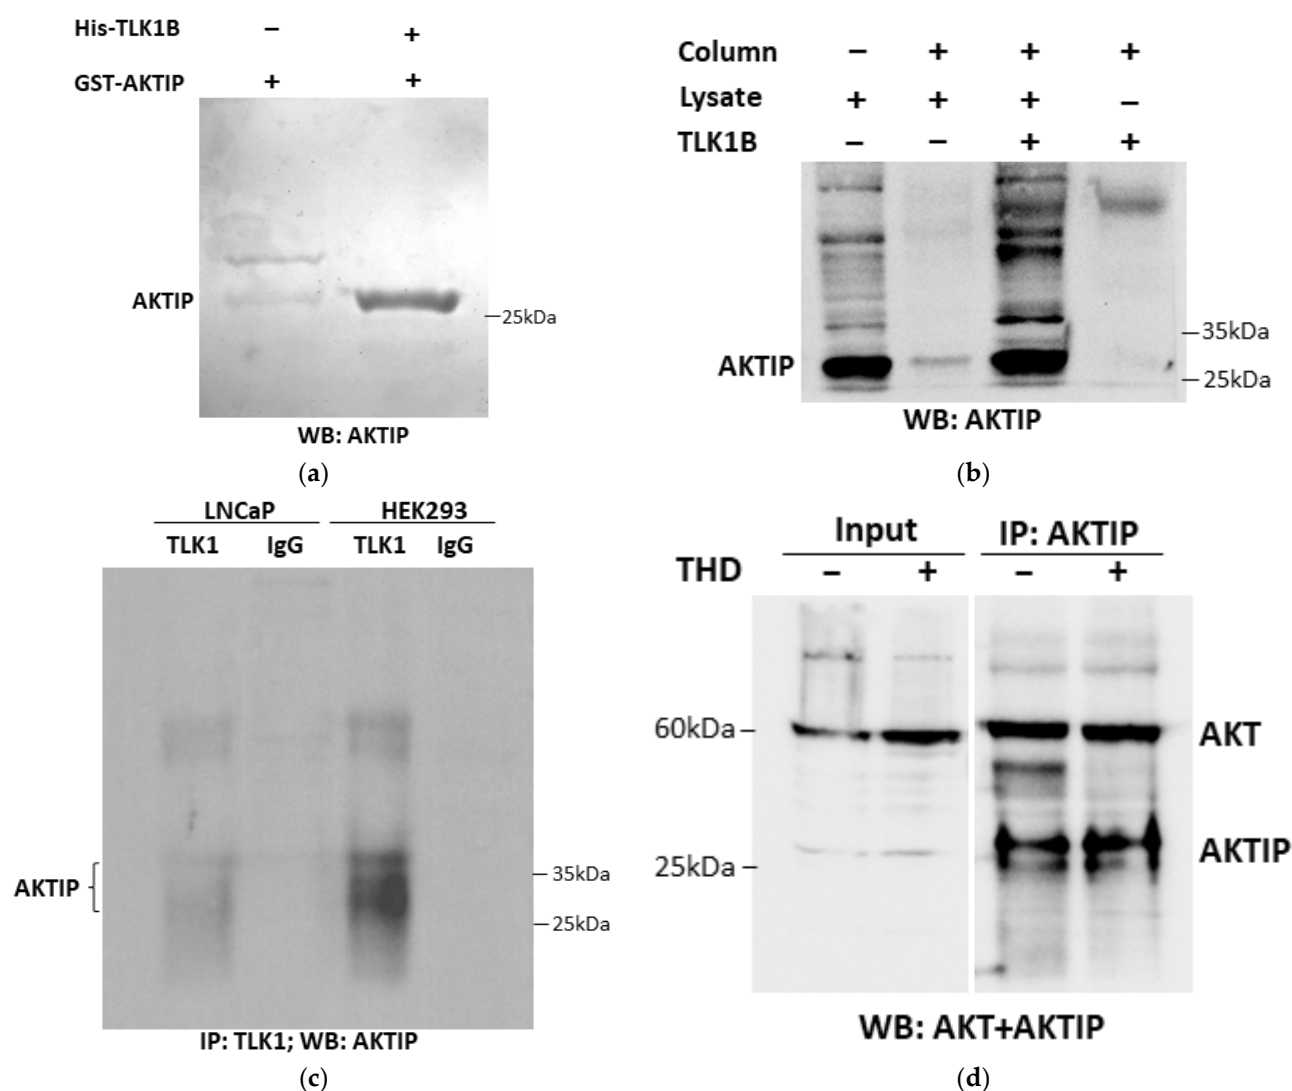 His-TLK1B – +
GST-AKTIP + +
AKTIP
25kDa
WB: AKTIP
(a)
Column – + + +
Lysate + + + –
TLK1B – – + +
AKTIP
35kDa
25kDa
WB: AKTIP
(b)
LNCaP HEK293
TLK1 IgG TLK1 IgG
AKTIP
35kDa
25kDa
IP: TLK1; WB: AKTIP
(c)
Input IP: AKTIP
THD – + – +
60kDa
AKT
AKTIP
25kDa
WB: AKT+AKTIP
(d)